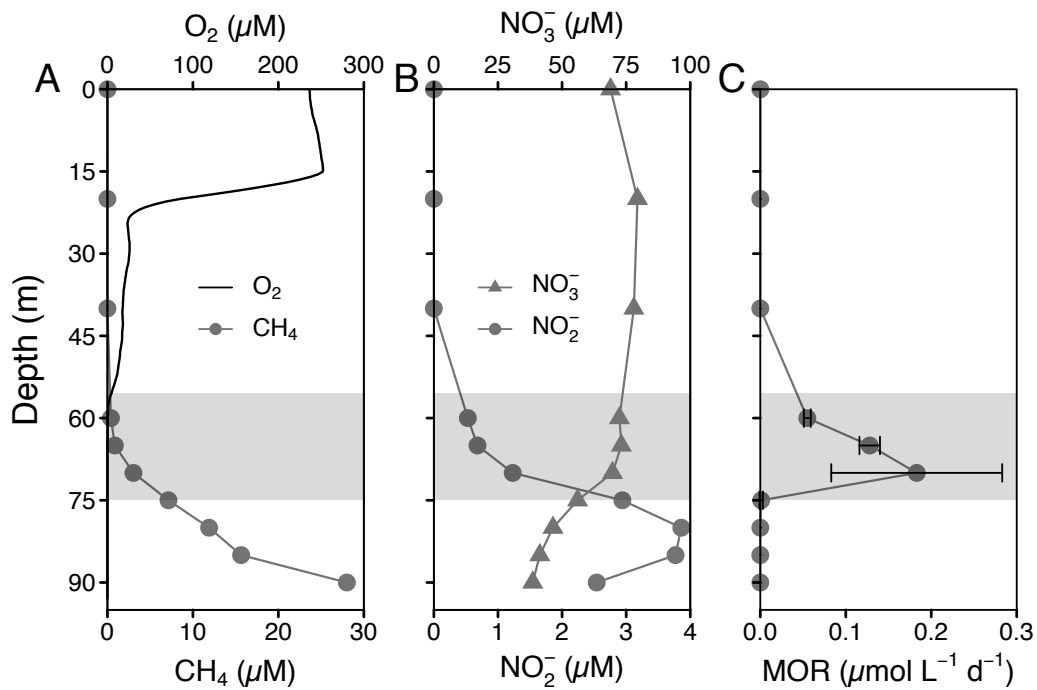 O₂ (µM) NO₃⁻ (µM)
0 100 200 300 0 25 50 75 100
A B C
0
15
30
45
60
75
90
Depth (m)
O₂ NO₃⁻
CH₄ NO₂⁻
0 10 20 30 0 1 2 3 4 0.0 0.1 0.2 0.3
CH₄ (µM) NO₂⁻ (µM) MOR (µmol L⁻¹ d⁻¹)